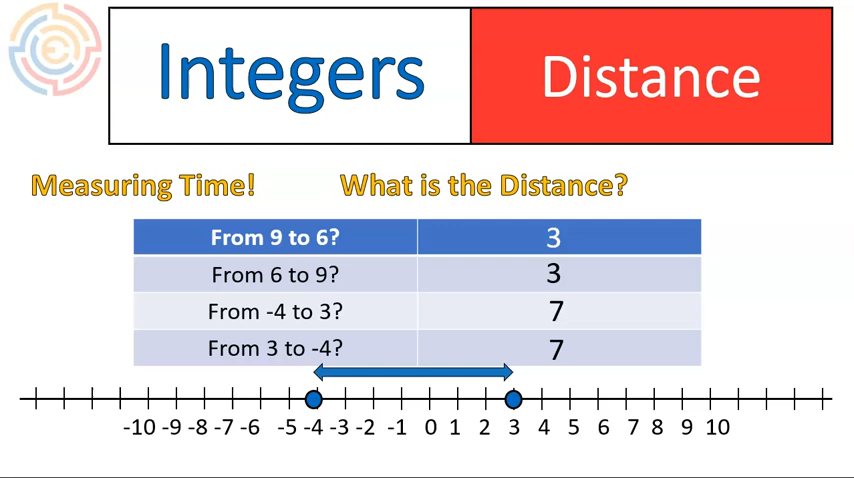 Integers Distance
Measuring Time! What is the Distance?
From 9 to 6? 3
From 6 to 9? 3
From -4 to 3? 7
From 3 to -4? 7
-10 -9 -8 -7 -6 -5 -4 -3 -2 -1 0 1 2 3 4 5 6 7 8 9 10